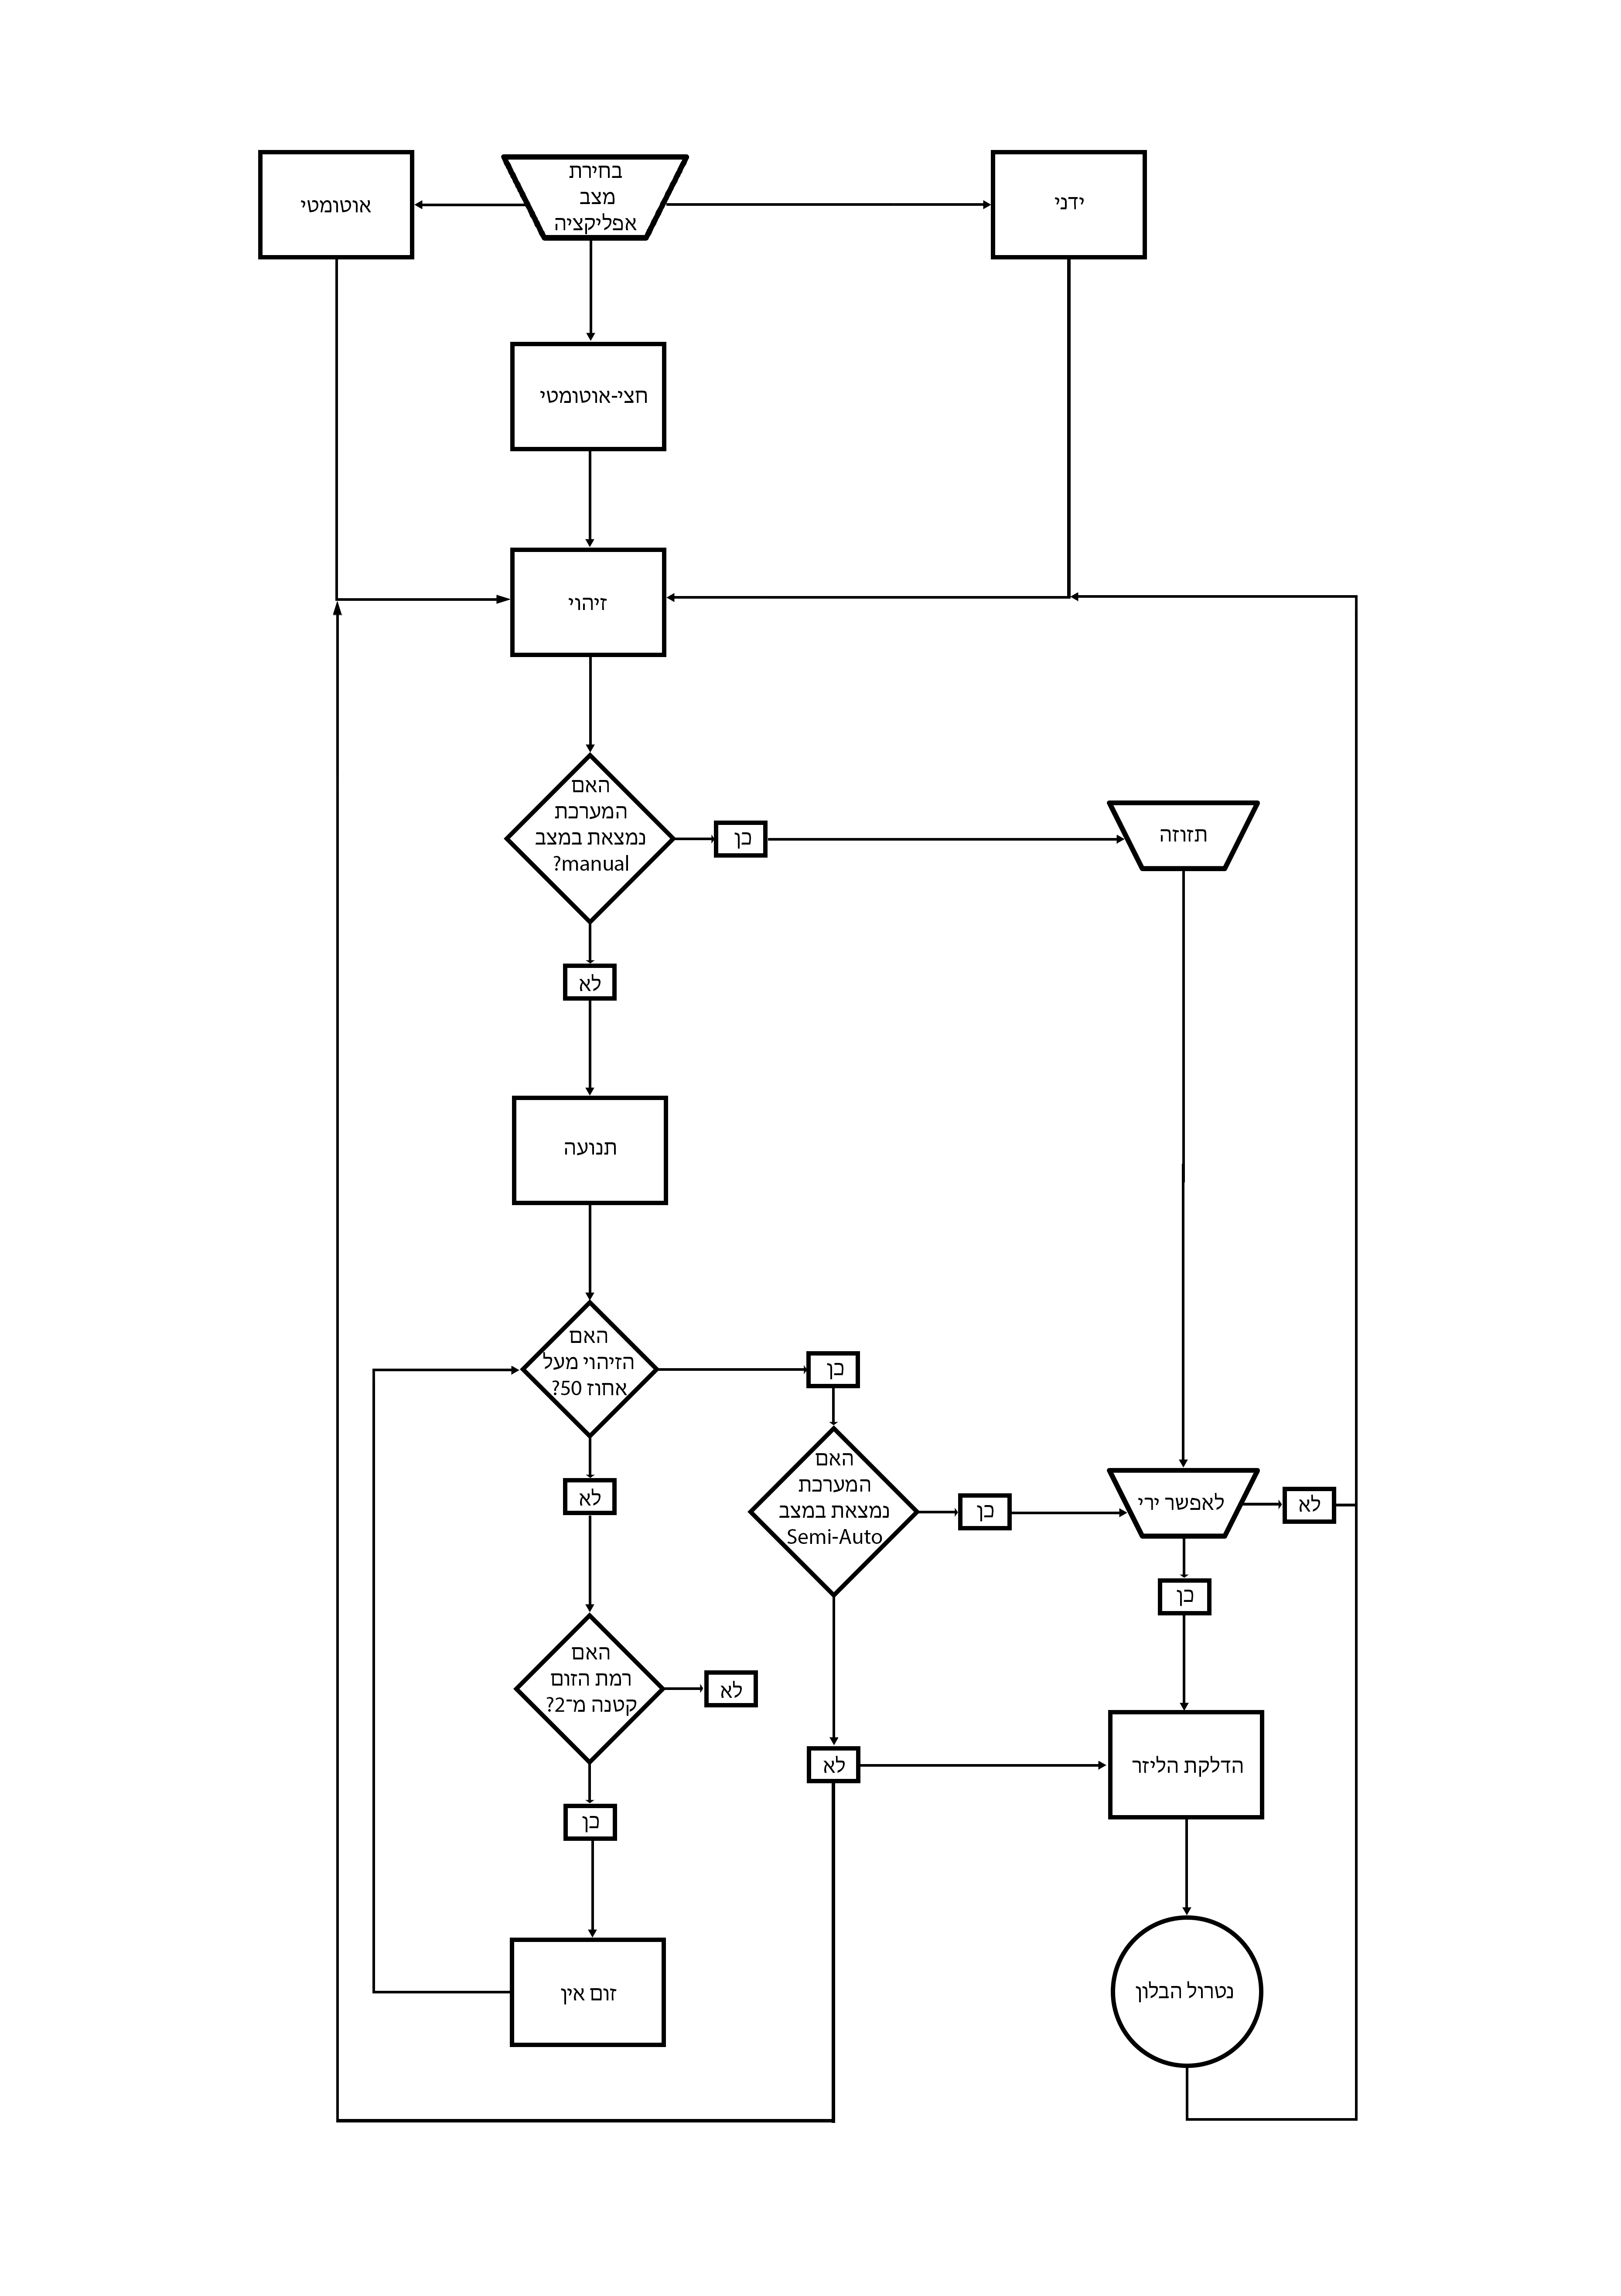 בחירת
מצב
אפליקציה
ידני
אוטומטי
חצי-אוטומטי
זיהוי
האם
המערכת
נמצאת במצב
manual?
כן
תזוזה
לא
תנועה
האם
הזיהוי מעל
אחוז 50?
כן
האם
המערכת
נמצאת במצב
Semi-Auto
כן
לאפשר ירי
לא
לא
כן
האם
רמת הזום
קטנה מ־2?
לא
לא
הדלקת הליזר
כן
זום אין
נטרול הבלון